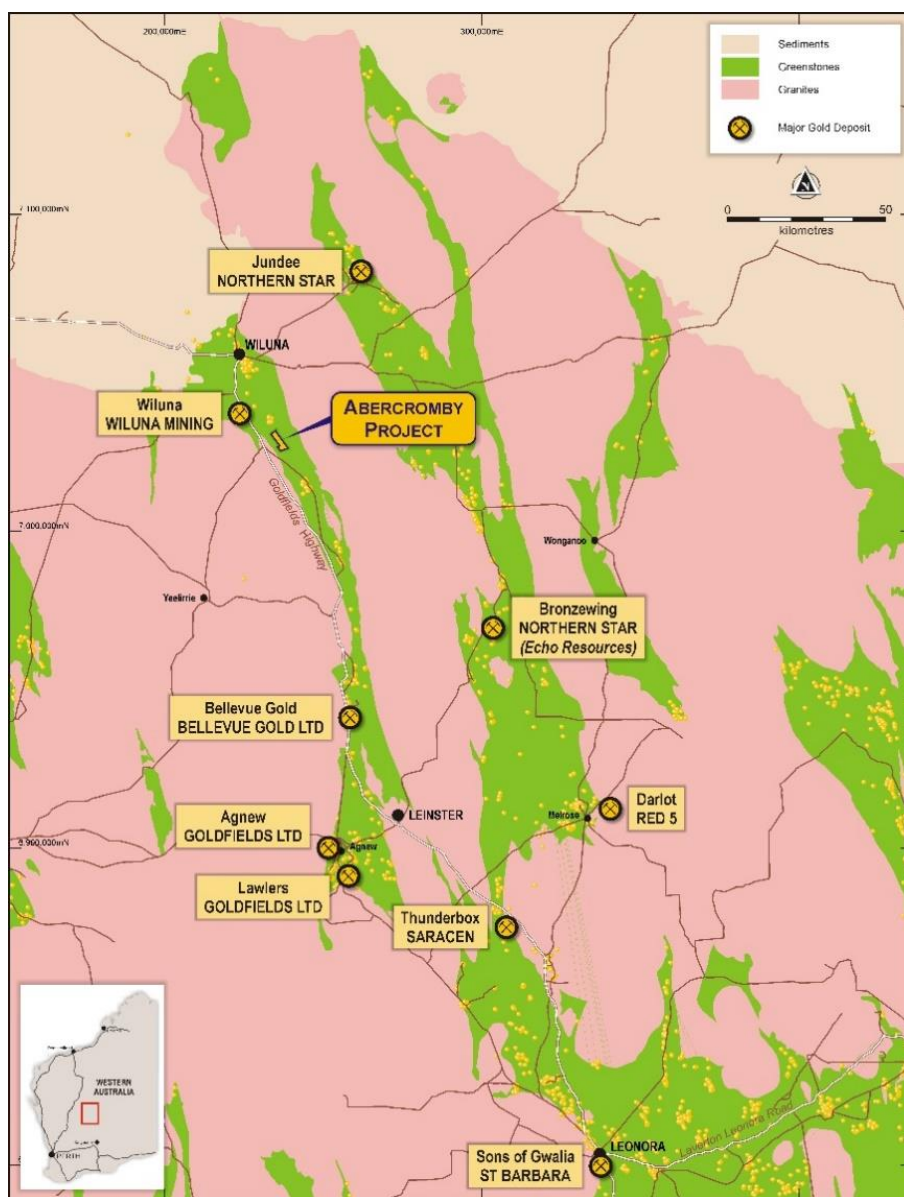 200,000mE
300,000mE
Sediments
Greenstones
Granites
Major Gold Deposit
N
0
50
kilometres
7,100,000mN
Jundee
NORTHERN STAR
WILUNA
Wiluna
WILUNA MINING
ABERCROMBY
PROJECT
Goldfields Highway
7,000,000mN
Wonganoo
Yeelirrie
Bronzewing
NORTHERN STAR
(Echo Resources)
Bellevue Gold
BELLEVUE GOLD LTD
Darlot
RED 5
Melrose
LEINSTER
Agnew
GOLDFIELDS LTD
6,900,000mN
Agnew
Lawlers
GOLDFIELDS LTD
Thunderbox
SARACEN
WESTERN
AUSTRALIA
PERTH
Laverton Leonora Road
LEONORA
Sons of Gwalia
ST BARBARA